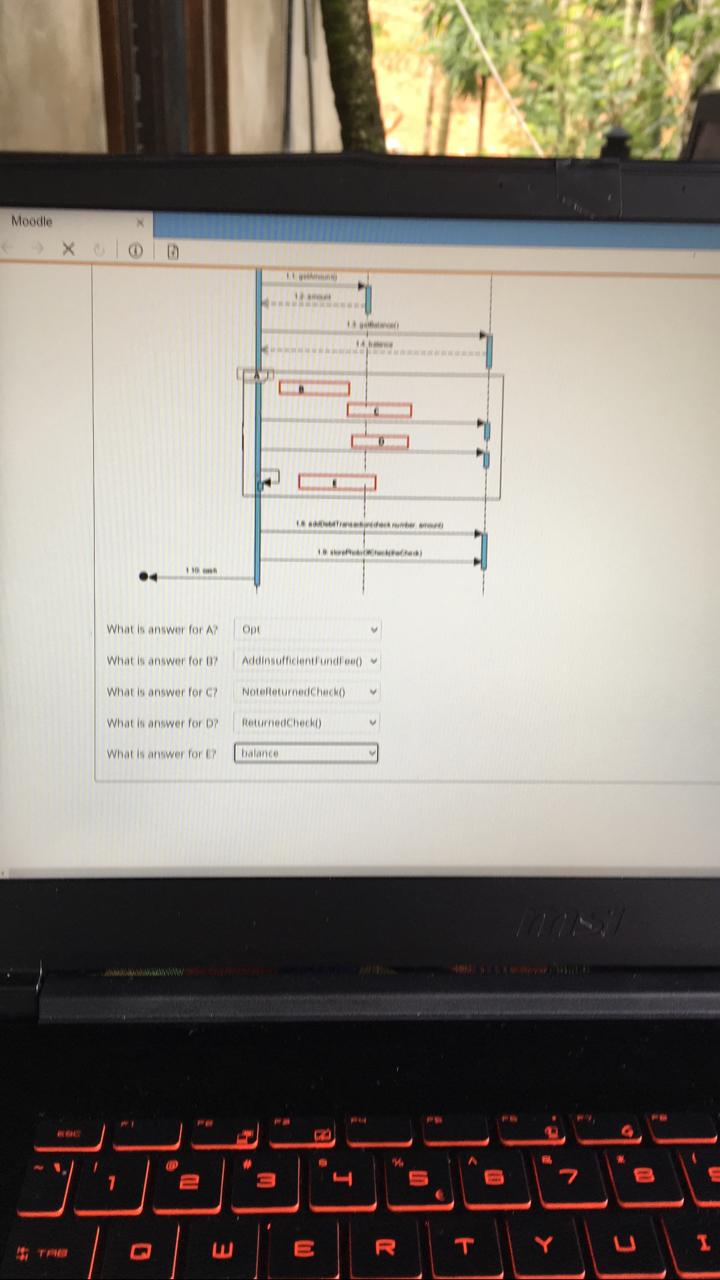 Moodle
1.1: getAmount()
1.2: amount
1.3: getBalance()
1.4: balance
A
B
C
D
E
1.8: addDebitTransaction(check number, amount)
1.9: storePhotoOfCheck(theCheck)
1.10: cash
What is answer for A? Opt
What is answer for B? AddInsufficientFundFee()
What is answer for C? NoteReturnedCheck()
What is answer for D? ReturnedCheck()
What is answer for E? balance
msi
ESC F1 F2 F3 F4 F5 F6 F7 F8
~ ! 1 @ 2 # 3 $ 4 % 5 € ^ 6 & 7 * 8 (
TAB Q W E R T Y U I